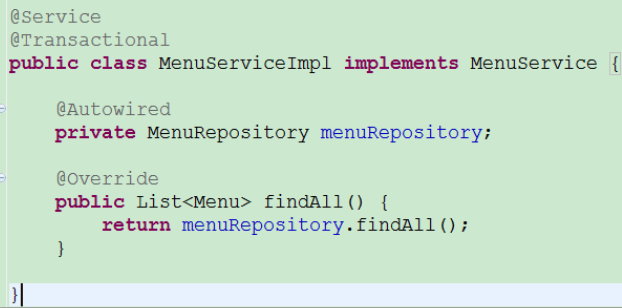 @Service
@Transactional
public class MenuServiceImpl implements MenuService {
@Autowired
private MenuRepository menuRepository;
@Override
public List<Menu> findAll() {
return menuRepository.findAll();
}
}